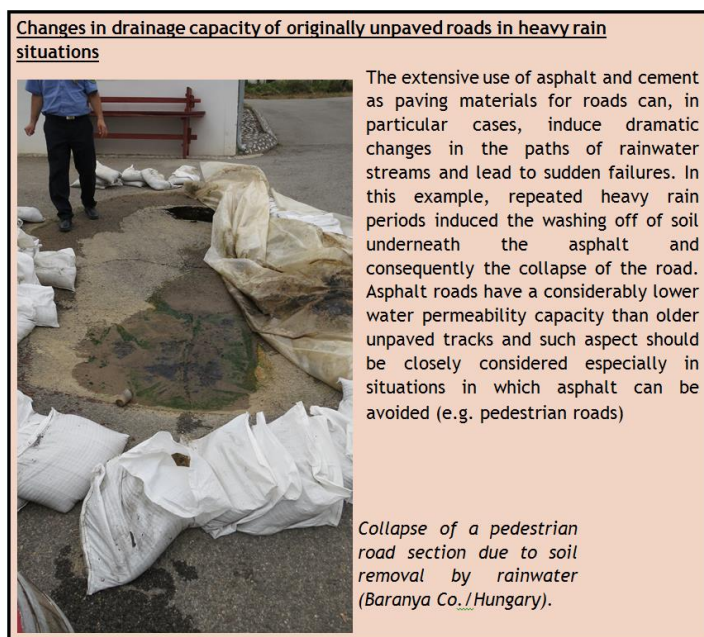 Changes in drainage capacity of originally unpaved roads in heavy rain
situations
The extensive use of asphalt and cement
as paving materials for roads can, in
particular cases, induce dramatic
changes in the paths of rainwater
streams and lead to sudden failures. In
this example, repeated heavy rain
periods induced the washing off of soil
underneath the asphalt and
consequently the collapse of the road.
Asphalt roads have a considerably lower
water permeability capacity than older
unpaved tracks and such aspect should
be closely considered especially in
situations in which asphalt can be
avoided (e.g. pedestrian roads)
Collapse of a pedestrian
road section due to soil
removal by rainwater
(Baranya Co./Hungary).